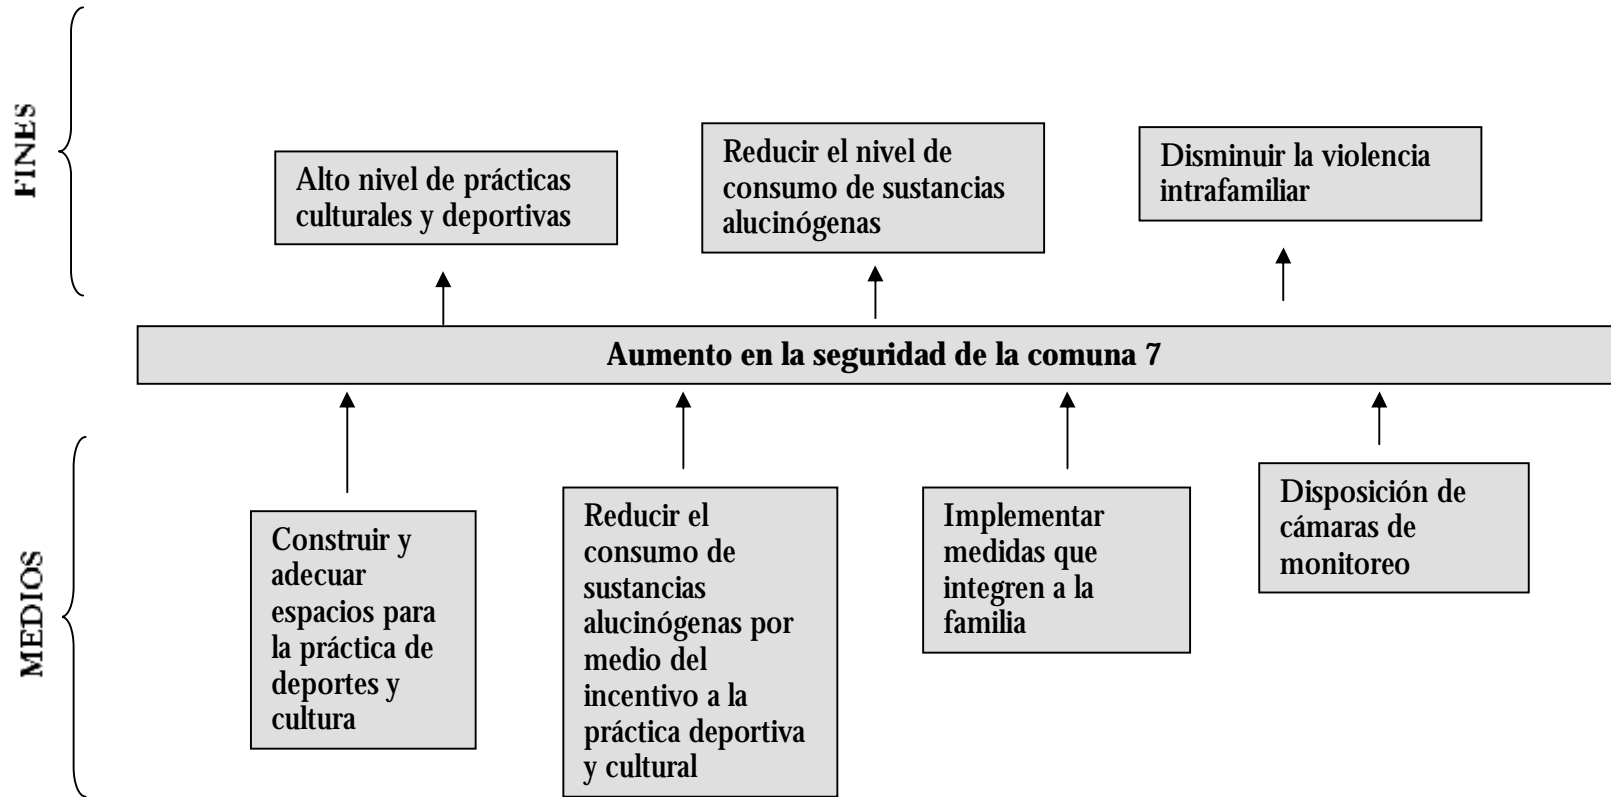 FINES
Alto nivel de prácticas
culturales y deportivas
Reducir el nivel de
consumo de sustancias
alucinógenas
Disminuir la violencia
intrafamiliar
Aumento en la seguridad de la comuna 7
MEDIOS
Construir y
adecuar
espacios para
la práctica de
deportes y
cultura
Reducir el
consumo de
sustancias
alucinógenas por
medio del
incentivo a la
práctica deportiva
y cultural
Implementar
medidas que
integren a la
familia
Disposición de
cámaras de
monitoreo